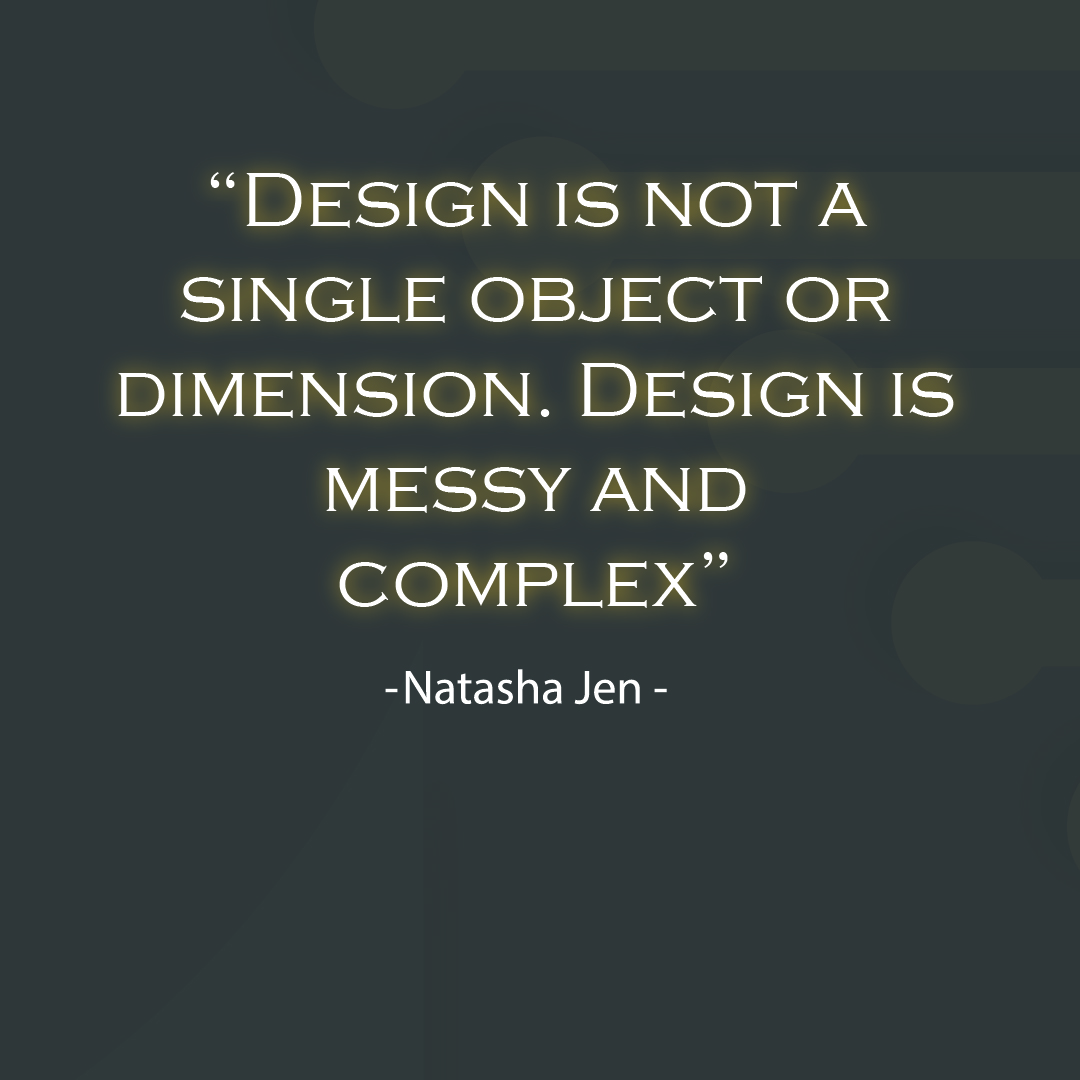 “Design is not a
single object or
dimension. Design is
messy and
complex”
-Natasha Jen -